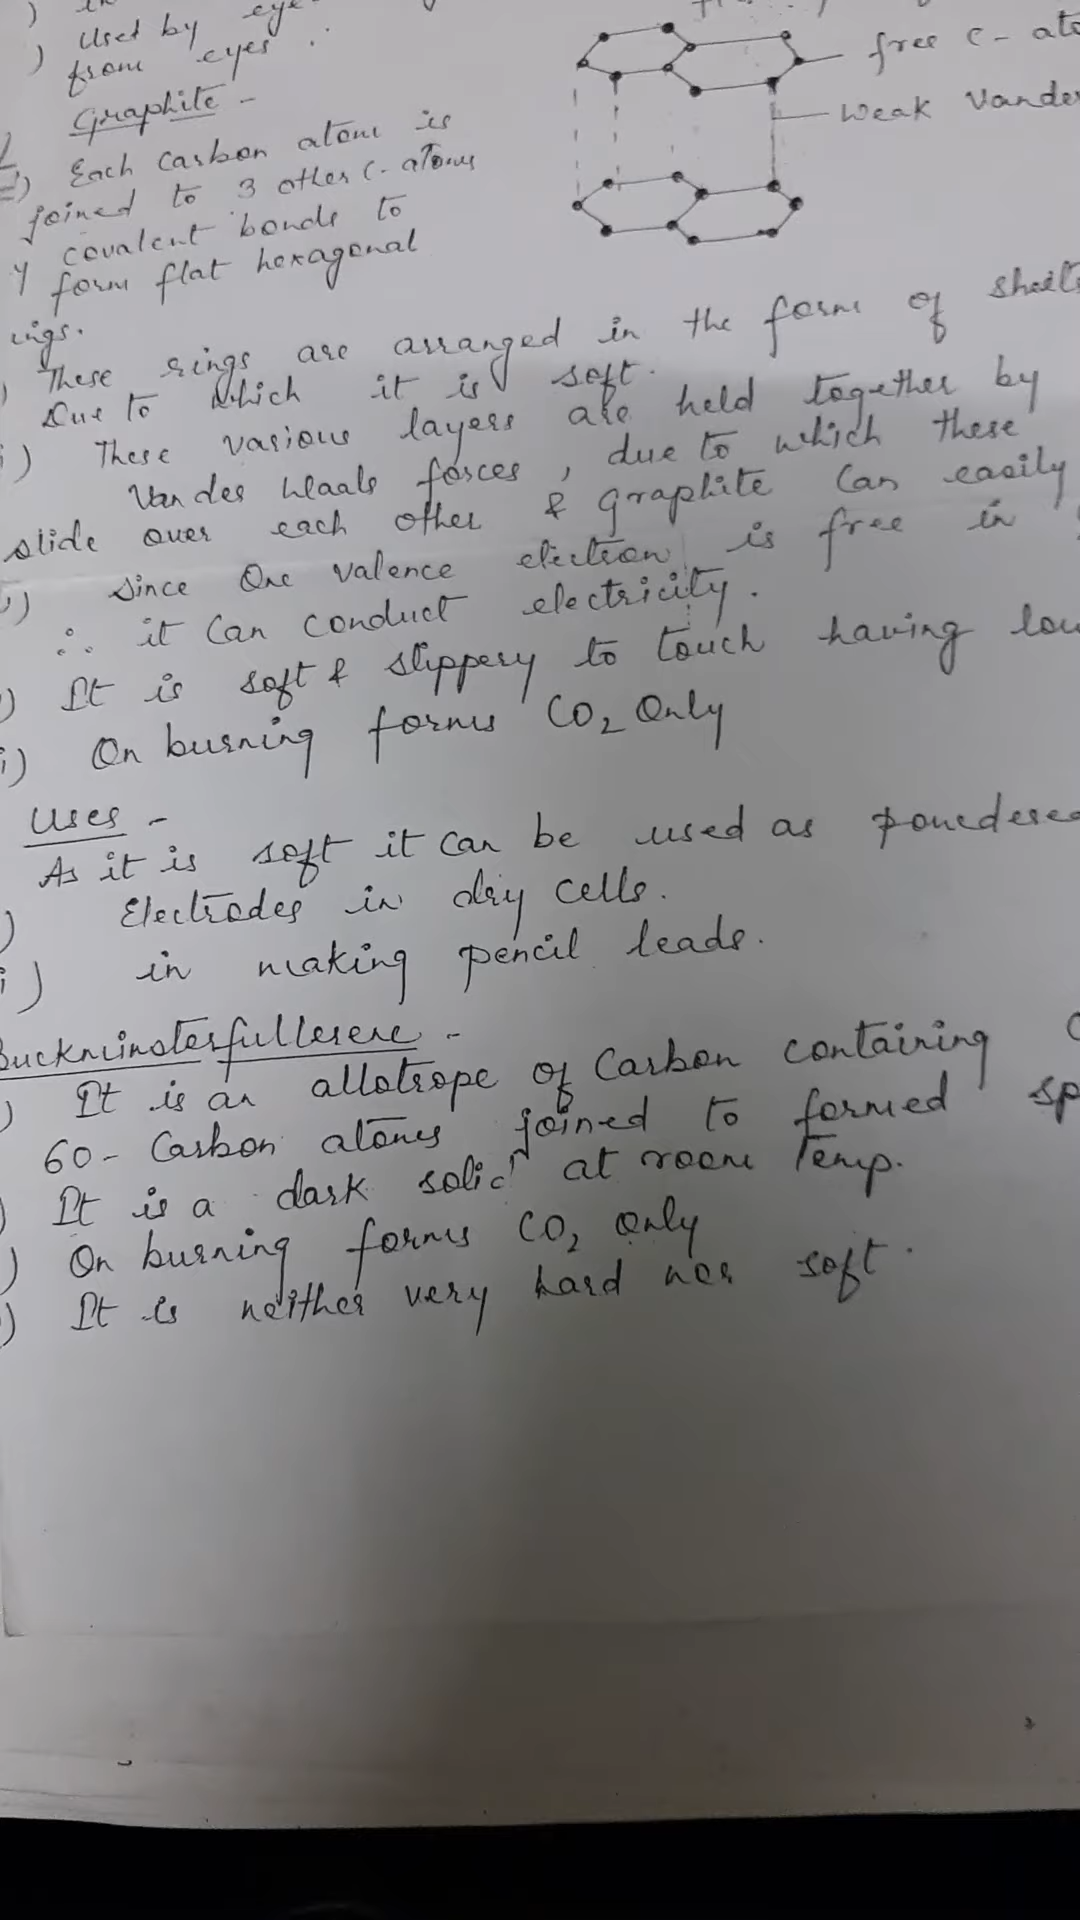 Used by
from eyes
free C-
Weak Vander
Graphite -
Each Carbon atom is
joined to 3 other C-atoms
y covalent bonds to
form flat hexagonal
ings.
These rings are arranged in the form of sheets
Due to which it is soft.
These various layers are held together by
Van der Waals forces, due to which these
slide over each other & graphite can easily
Since One valence electron is free in
∴ it can conduct electricity.
It is soft & slippery to touch having low
On burning forms CO₂ Only
Uses -
As it is soft it can be used as powdered
Electrodes in dry cells.
in making pencil leads.
Buckminsterfullerene -
It is an allotrope of Carbon containing
60- Carbon atoms joined to formed sp
It is a dark solid at room Temp.
On burning forms CO₂ only
It is neither very hard nor soft.